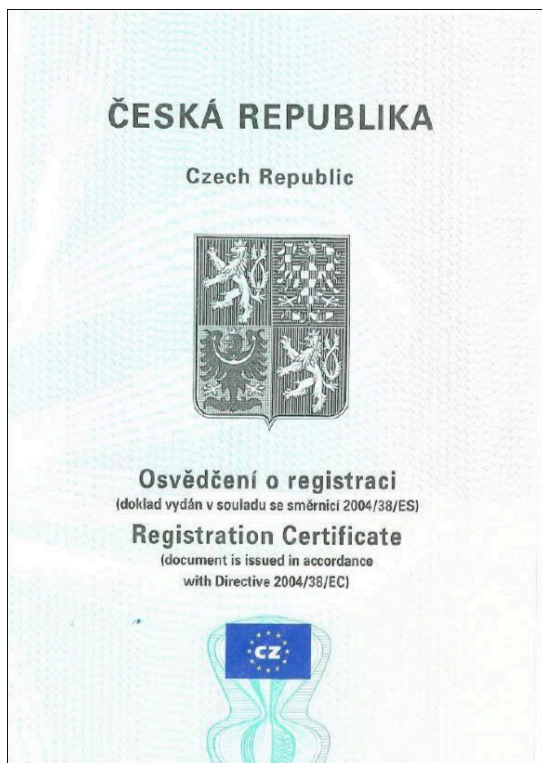 ČESKÁ REPUBLIKA
Czech Republic
Osvědčení o registraci
(doklad vydán v souladu se směrnicí 2004/38/ES)
Registration Certificate
(document is issued in accordance
with Directive 2004/38/EC)
CZ